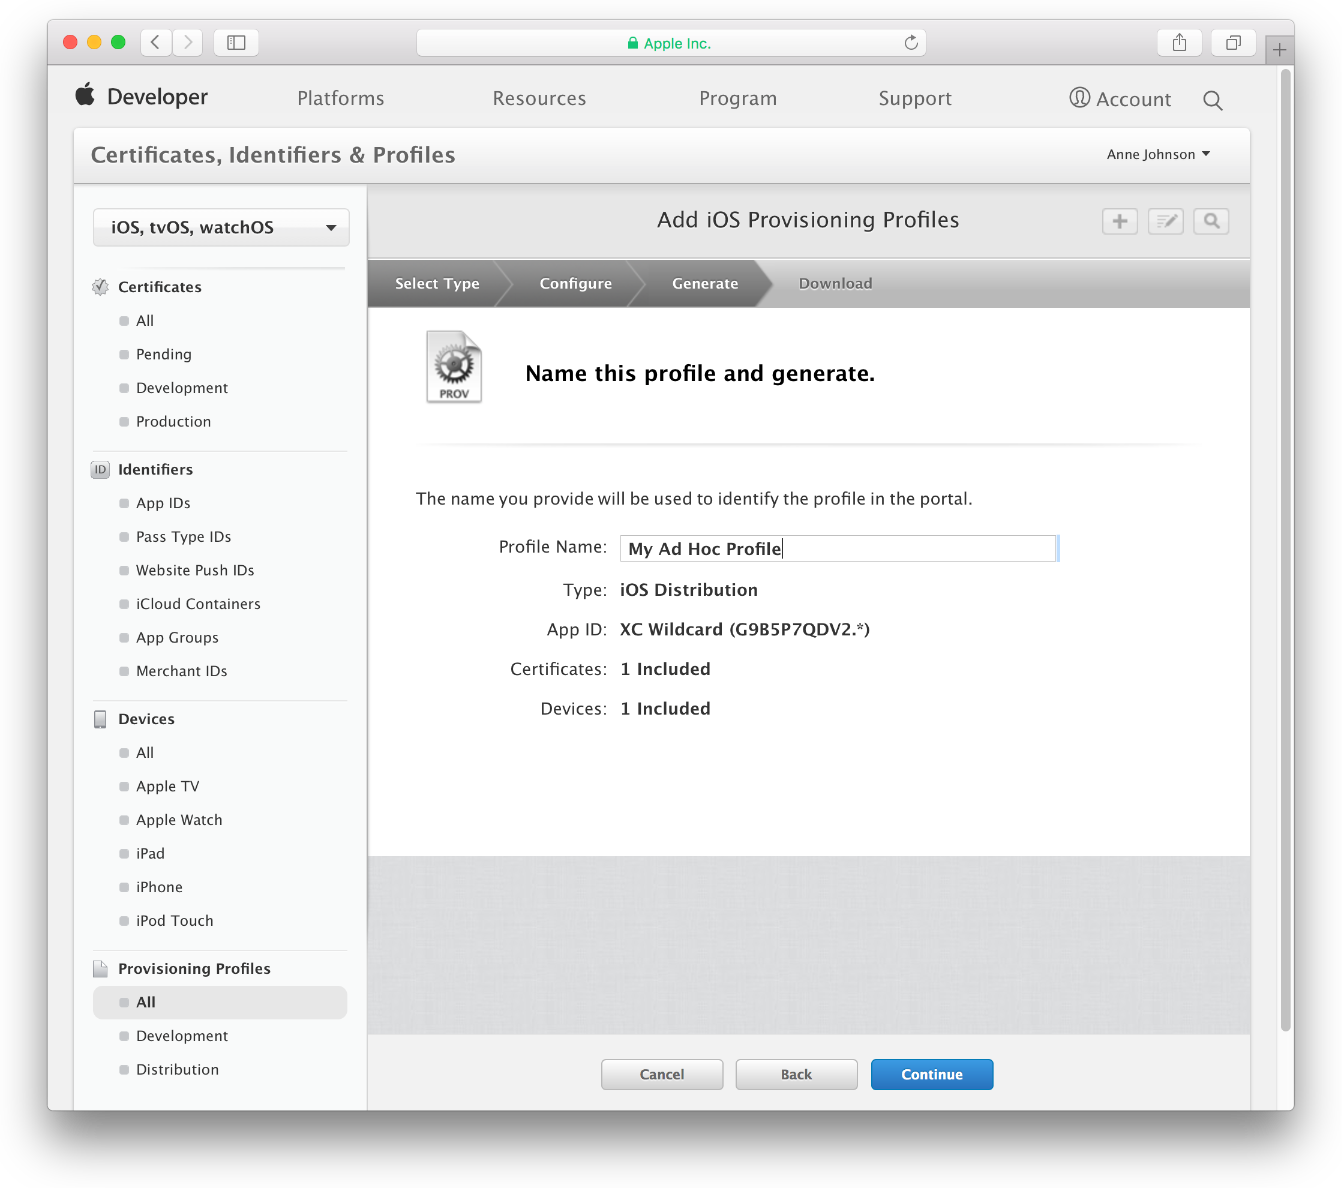 Apple Inc.
Developer
Platforms
Resources
Program
Support
Account
Certificates, Identifiers & Profiles
Anne Johnson
iOS, tvOS, watchOS
Certificates
All
Pending
Development
Production
ID Identifiers
App IDs
Pass Type IDs
Website Push IDs
iCloud Containers
App Groups
Merchant IDs
Devices
All
Apple TV
Apple Watch
iPad
iPhone
iPod Touch
Provisioning Profiles
All
Development
Distribution
Add iOS Provisioning Profiles
Select Type
Configure
Generate
Download
PROV
Name this profile and generate.
The name you provide will be used to identify the profile in the portal.
Profile Name: My Ad Hoc Profile
Type: iOS Distribution
App ID: XC Wildcard (G9B5P7QDV2.*)
Certificates: 1 Included
Devices: 1 Included
Cancel
Back
Continue